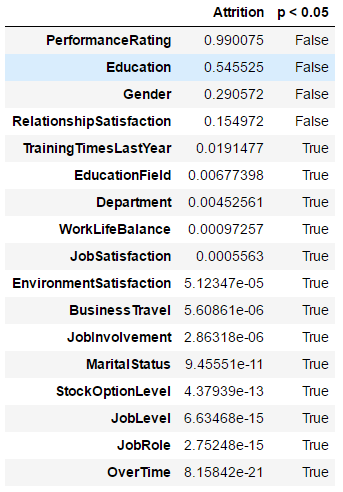 Attrition p < 0.05
PerformanceRating 0.990075 False
Education 0.545525 False
Gender 0.290572 False
RelationshipSatisfaction 0.154972 False
TrainingTimesLastYear 0.0191477 True
EducationField 0.00677398 True
Department 0.00452561 True
WorkLifeBalance 0.00097257 True
JobSatisfaction 0.0005563 True
EnvironmentSatisfaction 5.12347e-05 True
BusinessTravel 5.60861e-06 True
JobInvolvement 2.86318e-06 True
MaritalStatus 9.45551e-11 True
StockOptionLevel 4.37939e-13 True
JobLevel 6.63468e-15 True
JobRole 2.75248e-15 True
OverTime 8.15842e-21 True